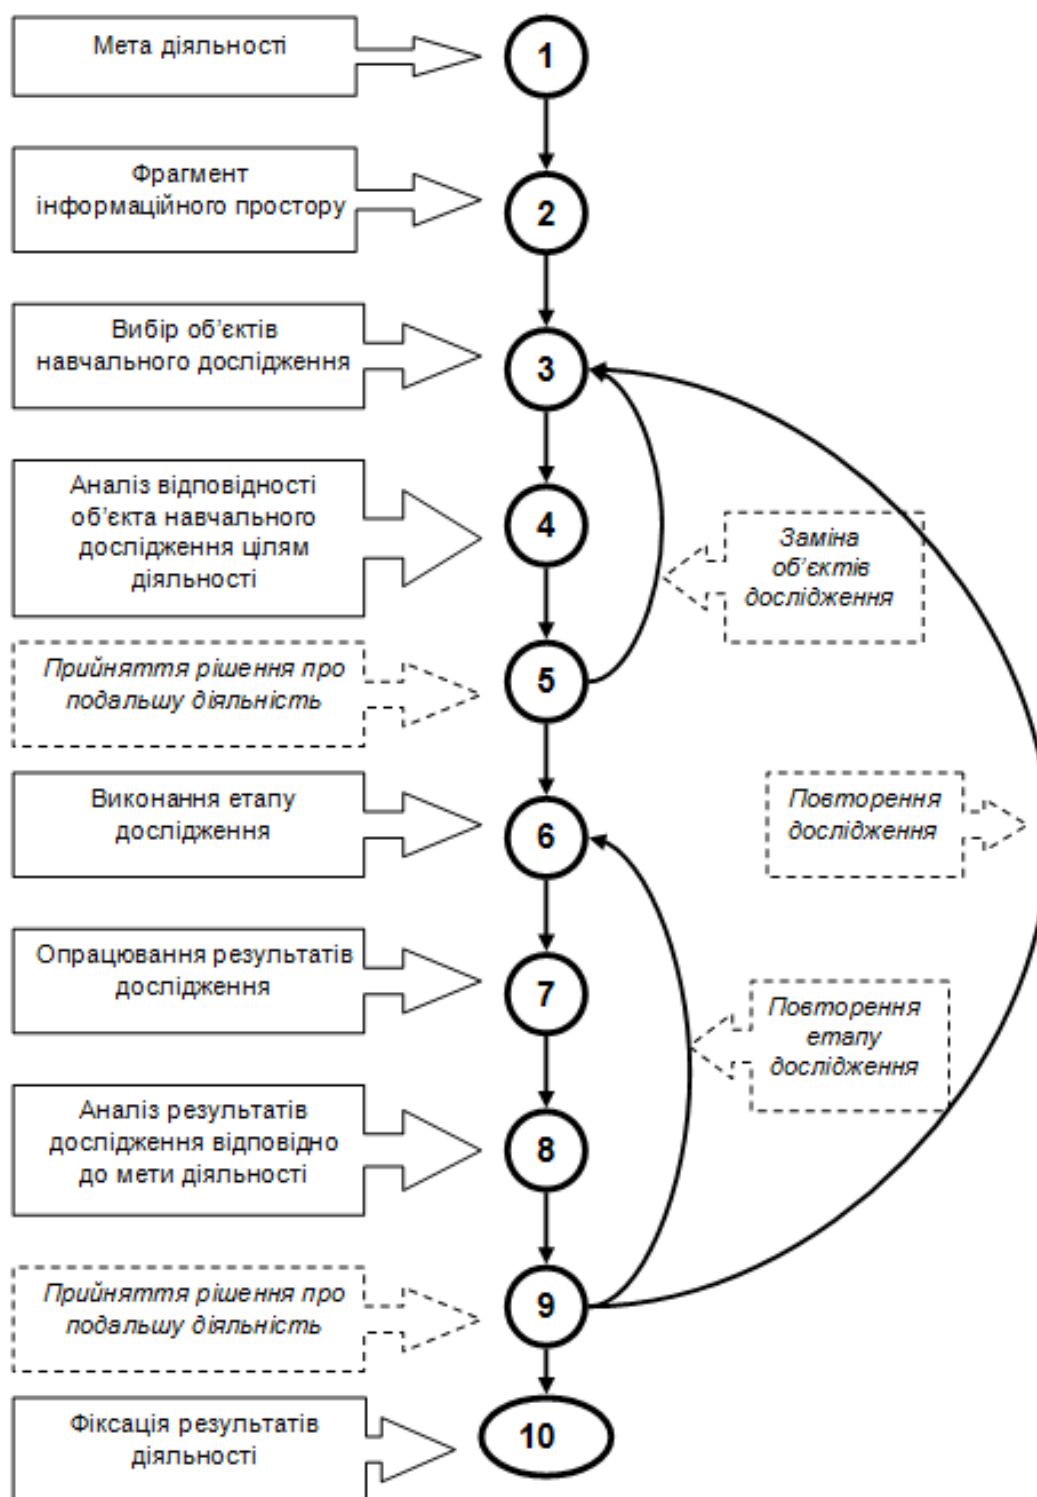 Мета діяльності
1
Фрагмент
інформаційного простору
2
Вибір об'єктів
навчального дослідження
3
Аналіз відповідності
об'єкта навчального
дослідження цілям
діяльності
4
Заміна
об'єктів
дослідження
Прийняття рішення про
подальшу діяльність
5
Виконання етапу
дослідження
6
Повторення
дослідження
Опрацювання результатів
дослідження
7
Повторення
етапу
дослідження
Аналіз результатів
дослідження відповідно
до мети діяльності
8
Прийняття рішення про
подальшу діяльність
9
Фіксація результатів
діяльності
10